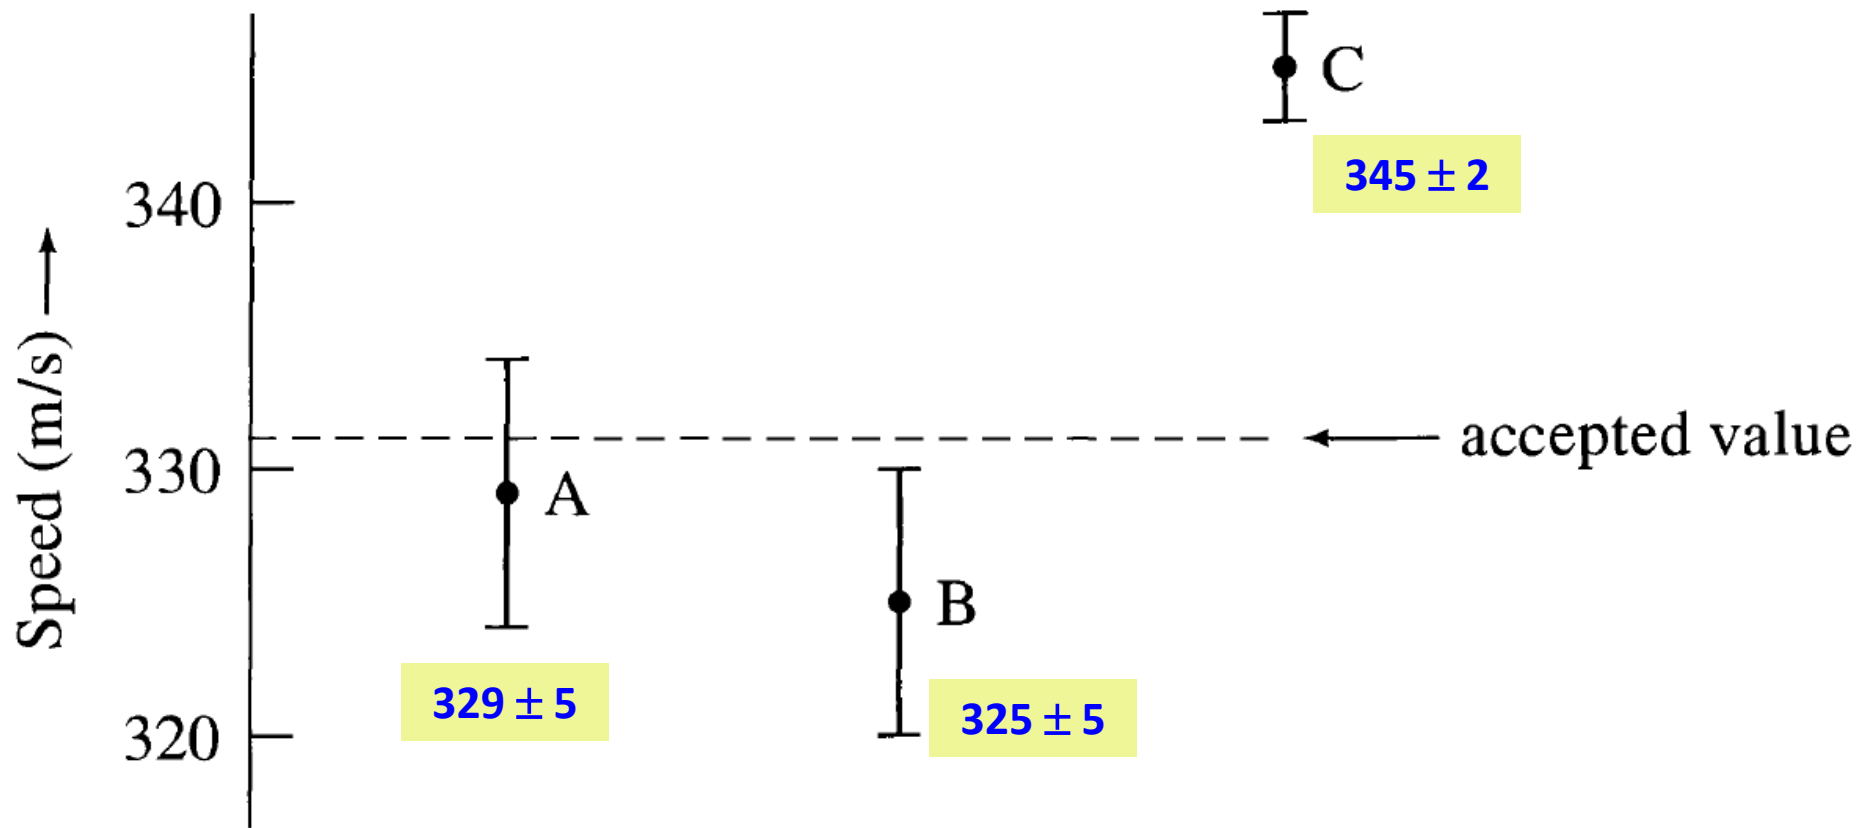 C
345 ± 2
340
Speed (m/s)
accepted value
330
A
B
329 ± 5
325 ± 5
320